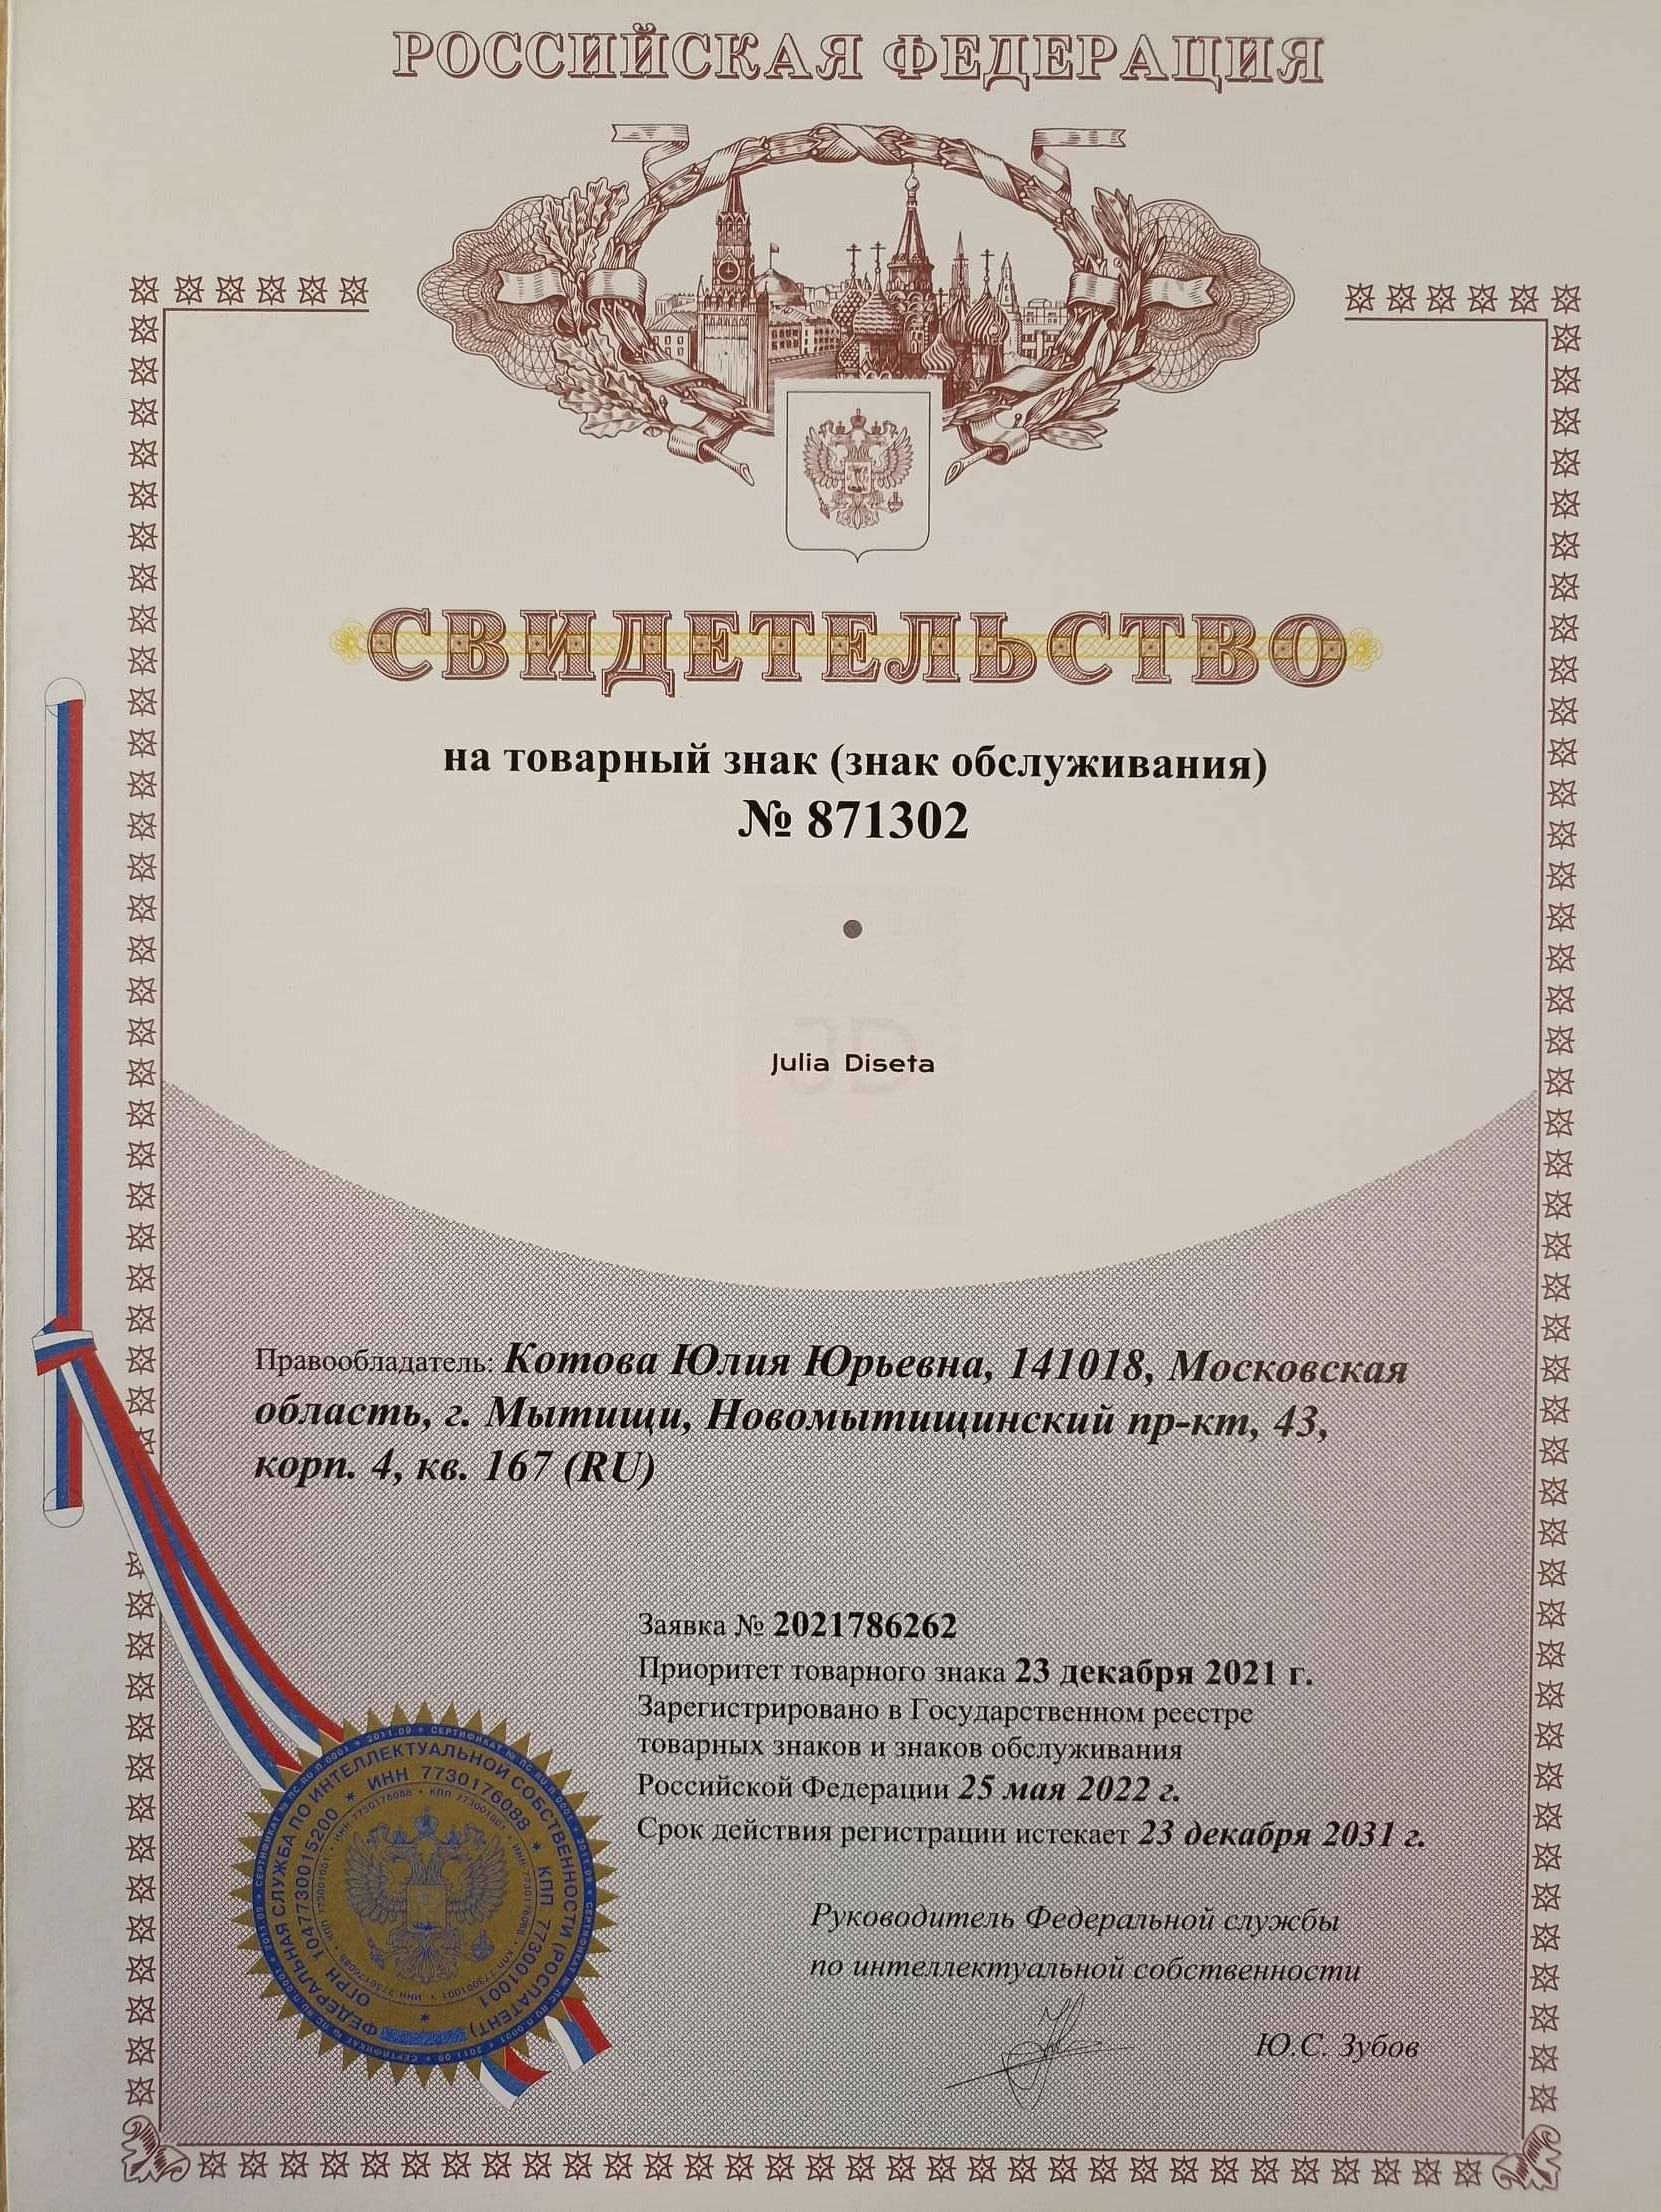 РОССИЙСКАЯ ФЕДЕРАЦИЯ
СВИДЕТЕЛЬСТВО
на товарный знак (знак обслуживания)
№ 871302
JD
Julia Diseta
Правообладатель: Котова Юлия Юрьевна, 141018, Московская
область, г. Мытищи, Новомытищинский пр-кт, 43,
корп. 4, кв. 167 (RU)
Заявка № 2021786262
Приоритет товарного знака 23 декабря 2021 г.
Зарегистрировано в Государственном реестре
товарных знаков и знаков обслуживания
Российской Федерации 25 мая 2022 г.
Срок действия регистрации истекает 23 декабря 2031 г.
Руководитель Федеральной службы
по интеллектуальной собственности
Ю.С. Зубов
ФЕДЕРАЛЬНАЯ СЛУЖБА ПО ИНТЕЛЛЕКТУАЛЬНОЙ СОБСТВЕННОСТИ (РОСПАТЕНТ)
ОГРН 1047730015200 * ИНН 7730176088 * КПП 773001001